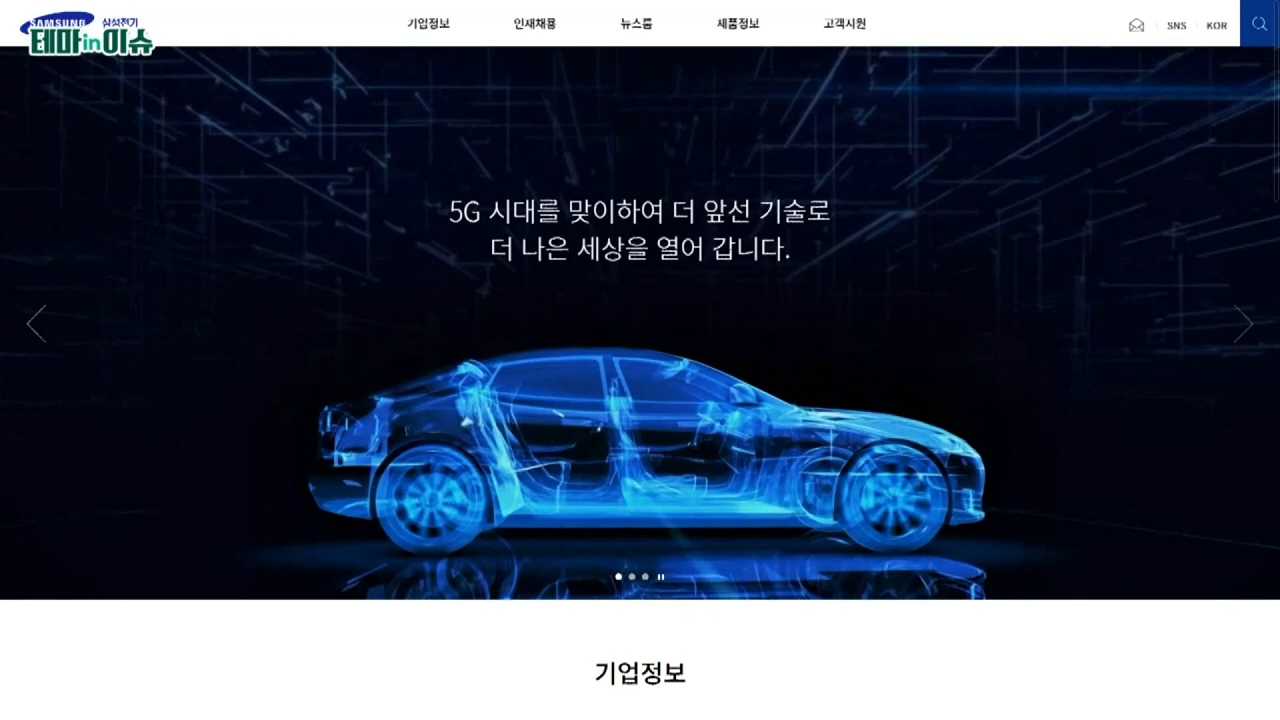 SAMSUNG 삼성전기
테마in이슈
기업정보 인재채용 뉴스룸 제품정보 고객지원
SNS KOR
5G 시대를 맞이하여 더 앞선 기술로
더 나은 세상을 열어 갑니다.
기업정보